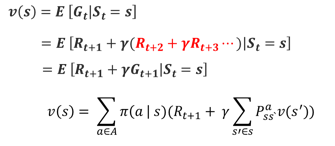 v(s) = E [G_t|S_t = s]
= E [R_{t+1} + γ(R_{t+2} + γR_{t+3} ⋯)|S_t = s]
= E [R_{t+1} + γG_{t+1}|S_t = s]
v(s) = ∑_{a∈A} π(a | s)(R_{t+1} + γ ∑_{s′∈s} P^a_{ss`}v(s′))